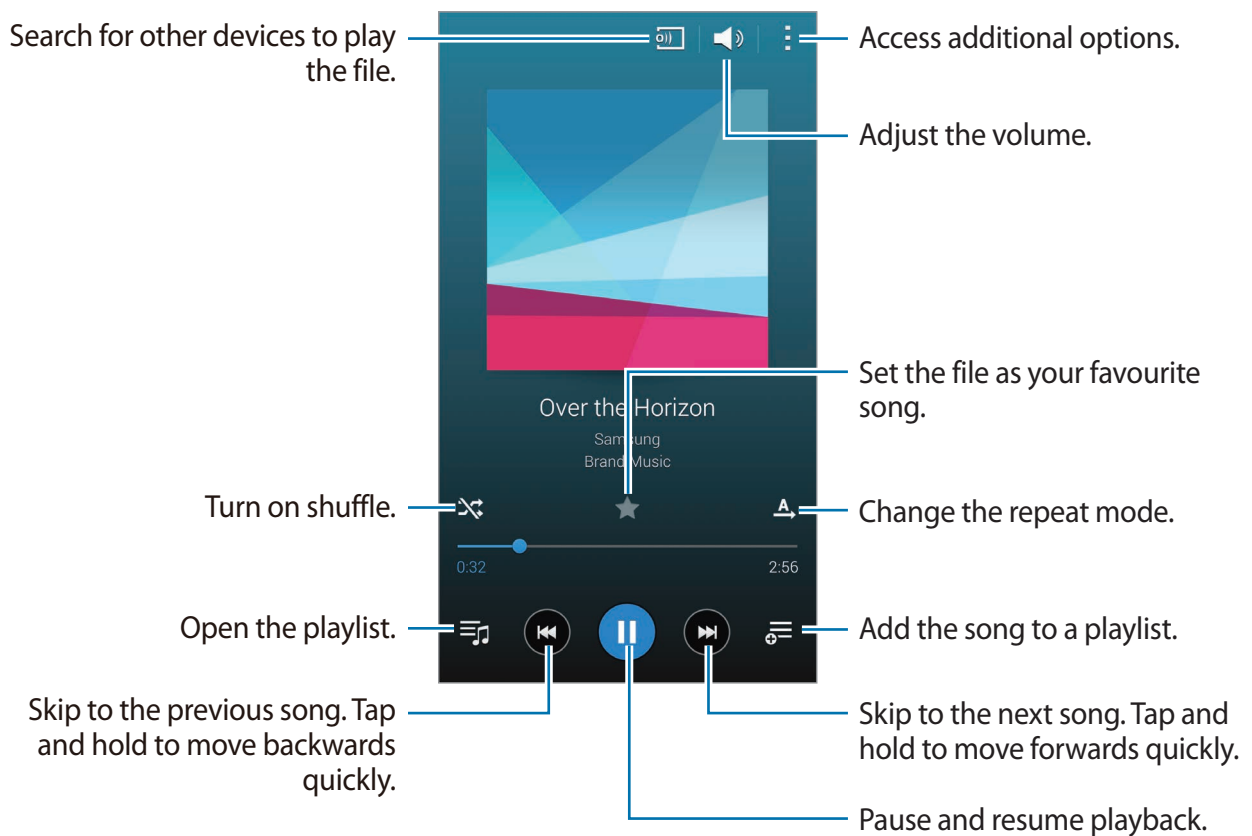 Search for other devices to play
the file.
Access additional options.
Adjust the volume.
Set the file as your favourite
song.
Over the Horizon
Samsung
Brand Music
Turn on shuffle.
A
Change the repeat mode.
0:32
2:56
Open the playlist.
Add the song to a playlist.
Skip to the previous song. Tap
and hold to move backwards
quickly.
Skip to the next song. Tap and
hold to move forwards quickly.
Pause and resume playback.